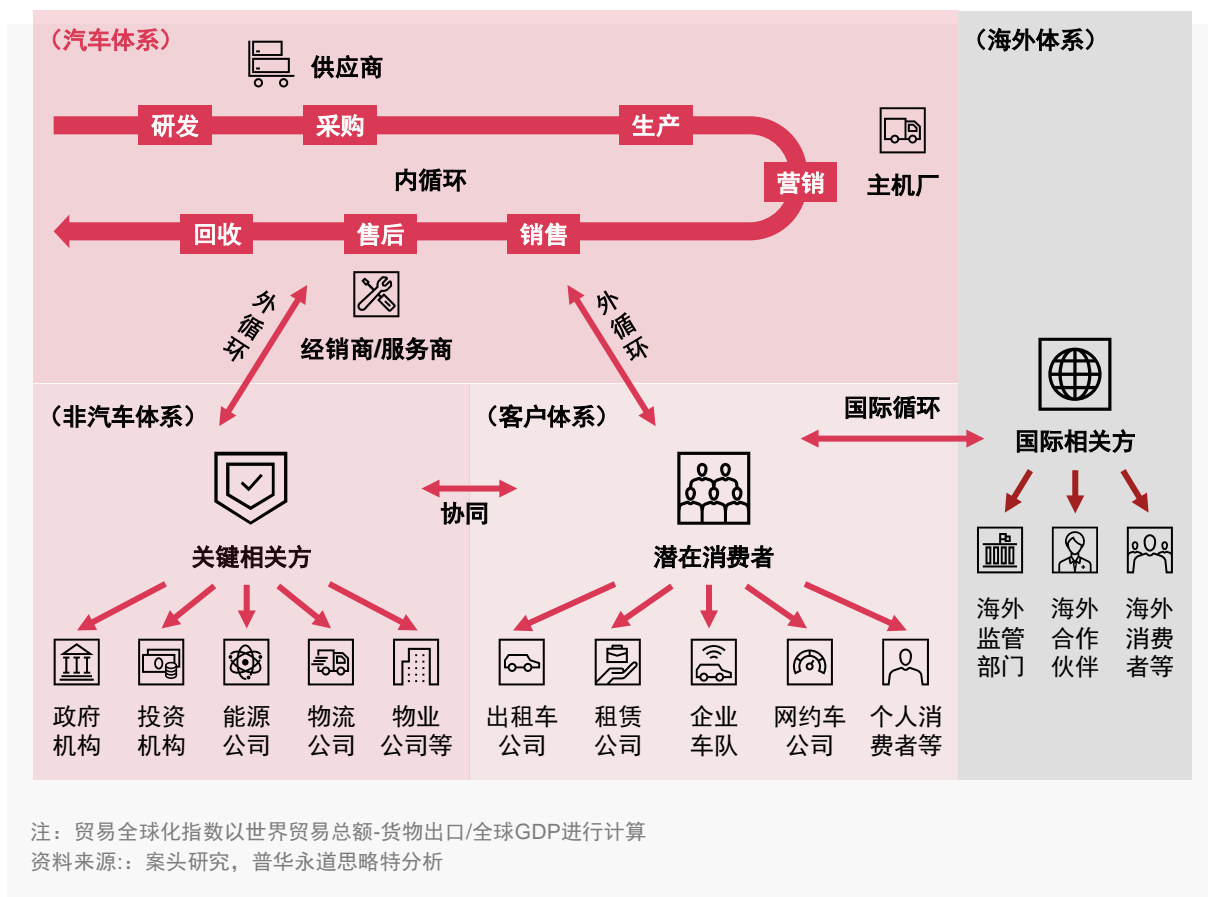 （汽车体系）
供应商
研发
采购
生产
内循环
营销
主机厂
回收
售后
销售
外循环
经销商/服务商
外循环
（非汽车体系）
关键相关方
政府
机构
投资
机构
能源
公司
物流
公司
物业
公司等
协同
（客户体系）
潜在消费者
出租车
公司
租赁
公司
企业
车队
网约车
公司
个人消
费者等
国际循环
（海外体系）
国际相关方
海外
监管
部门
海外
合作
伙伴
海外
消费
者等
注：贸易全球化指数以世界贸易总额-货物出口/全球GDP进行计算
资料来源:：案头研究，普华永道思略特分析